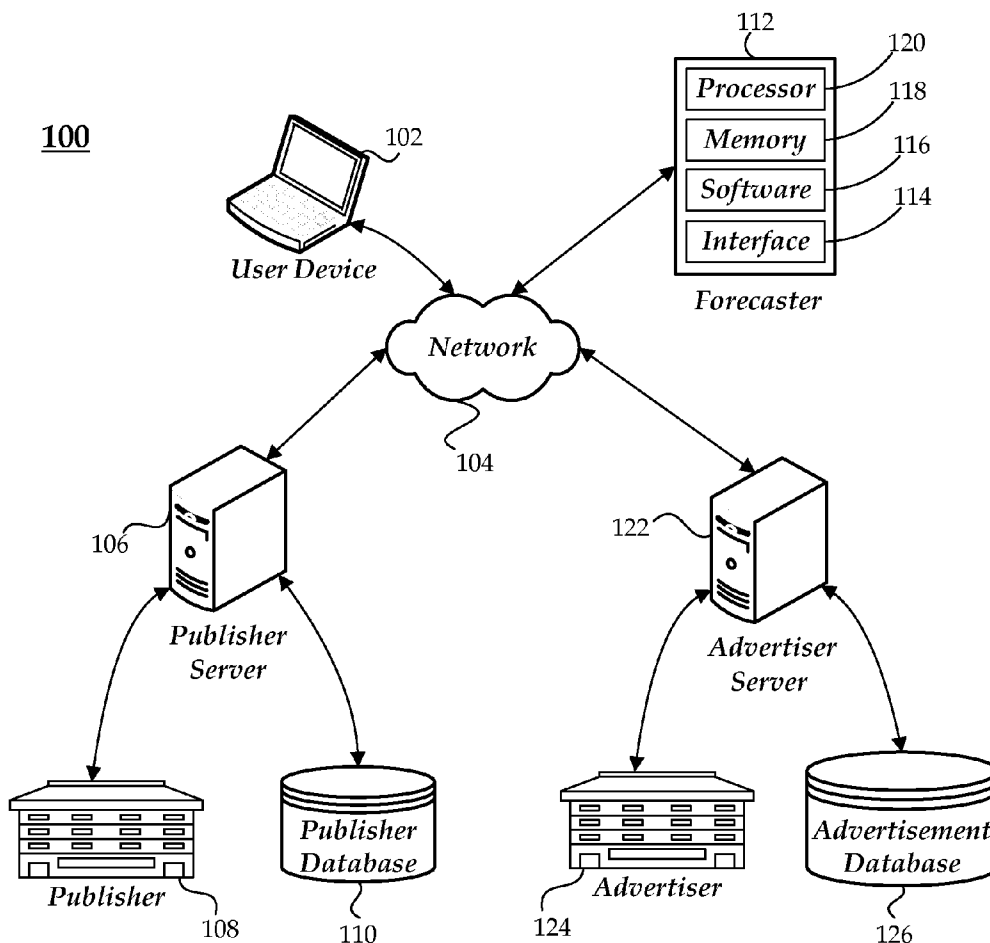 112
120
Processor
118
Memory
116
Software
114
Interface
Forecaster
100
102
User Device
Network
104
106
Publisher
Server
122
Advertiser
Server
Publisher
Database
Advertisement
Database
Publisher
108
110
Advertiser
124
126